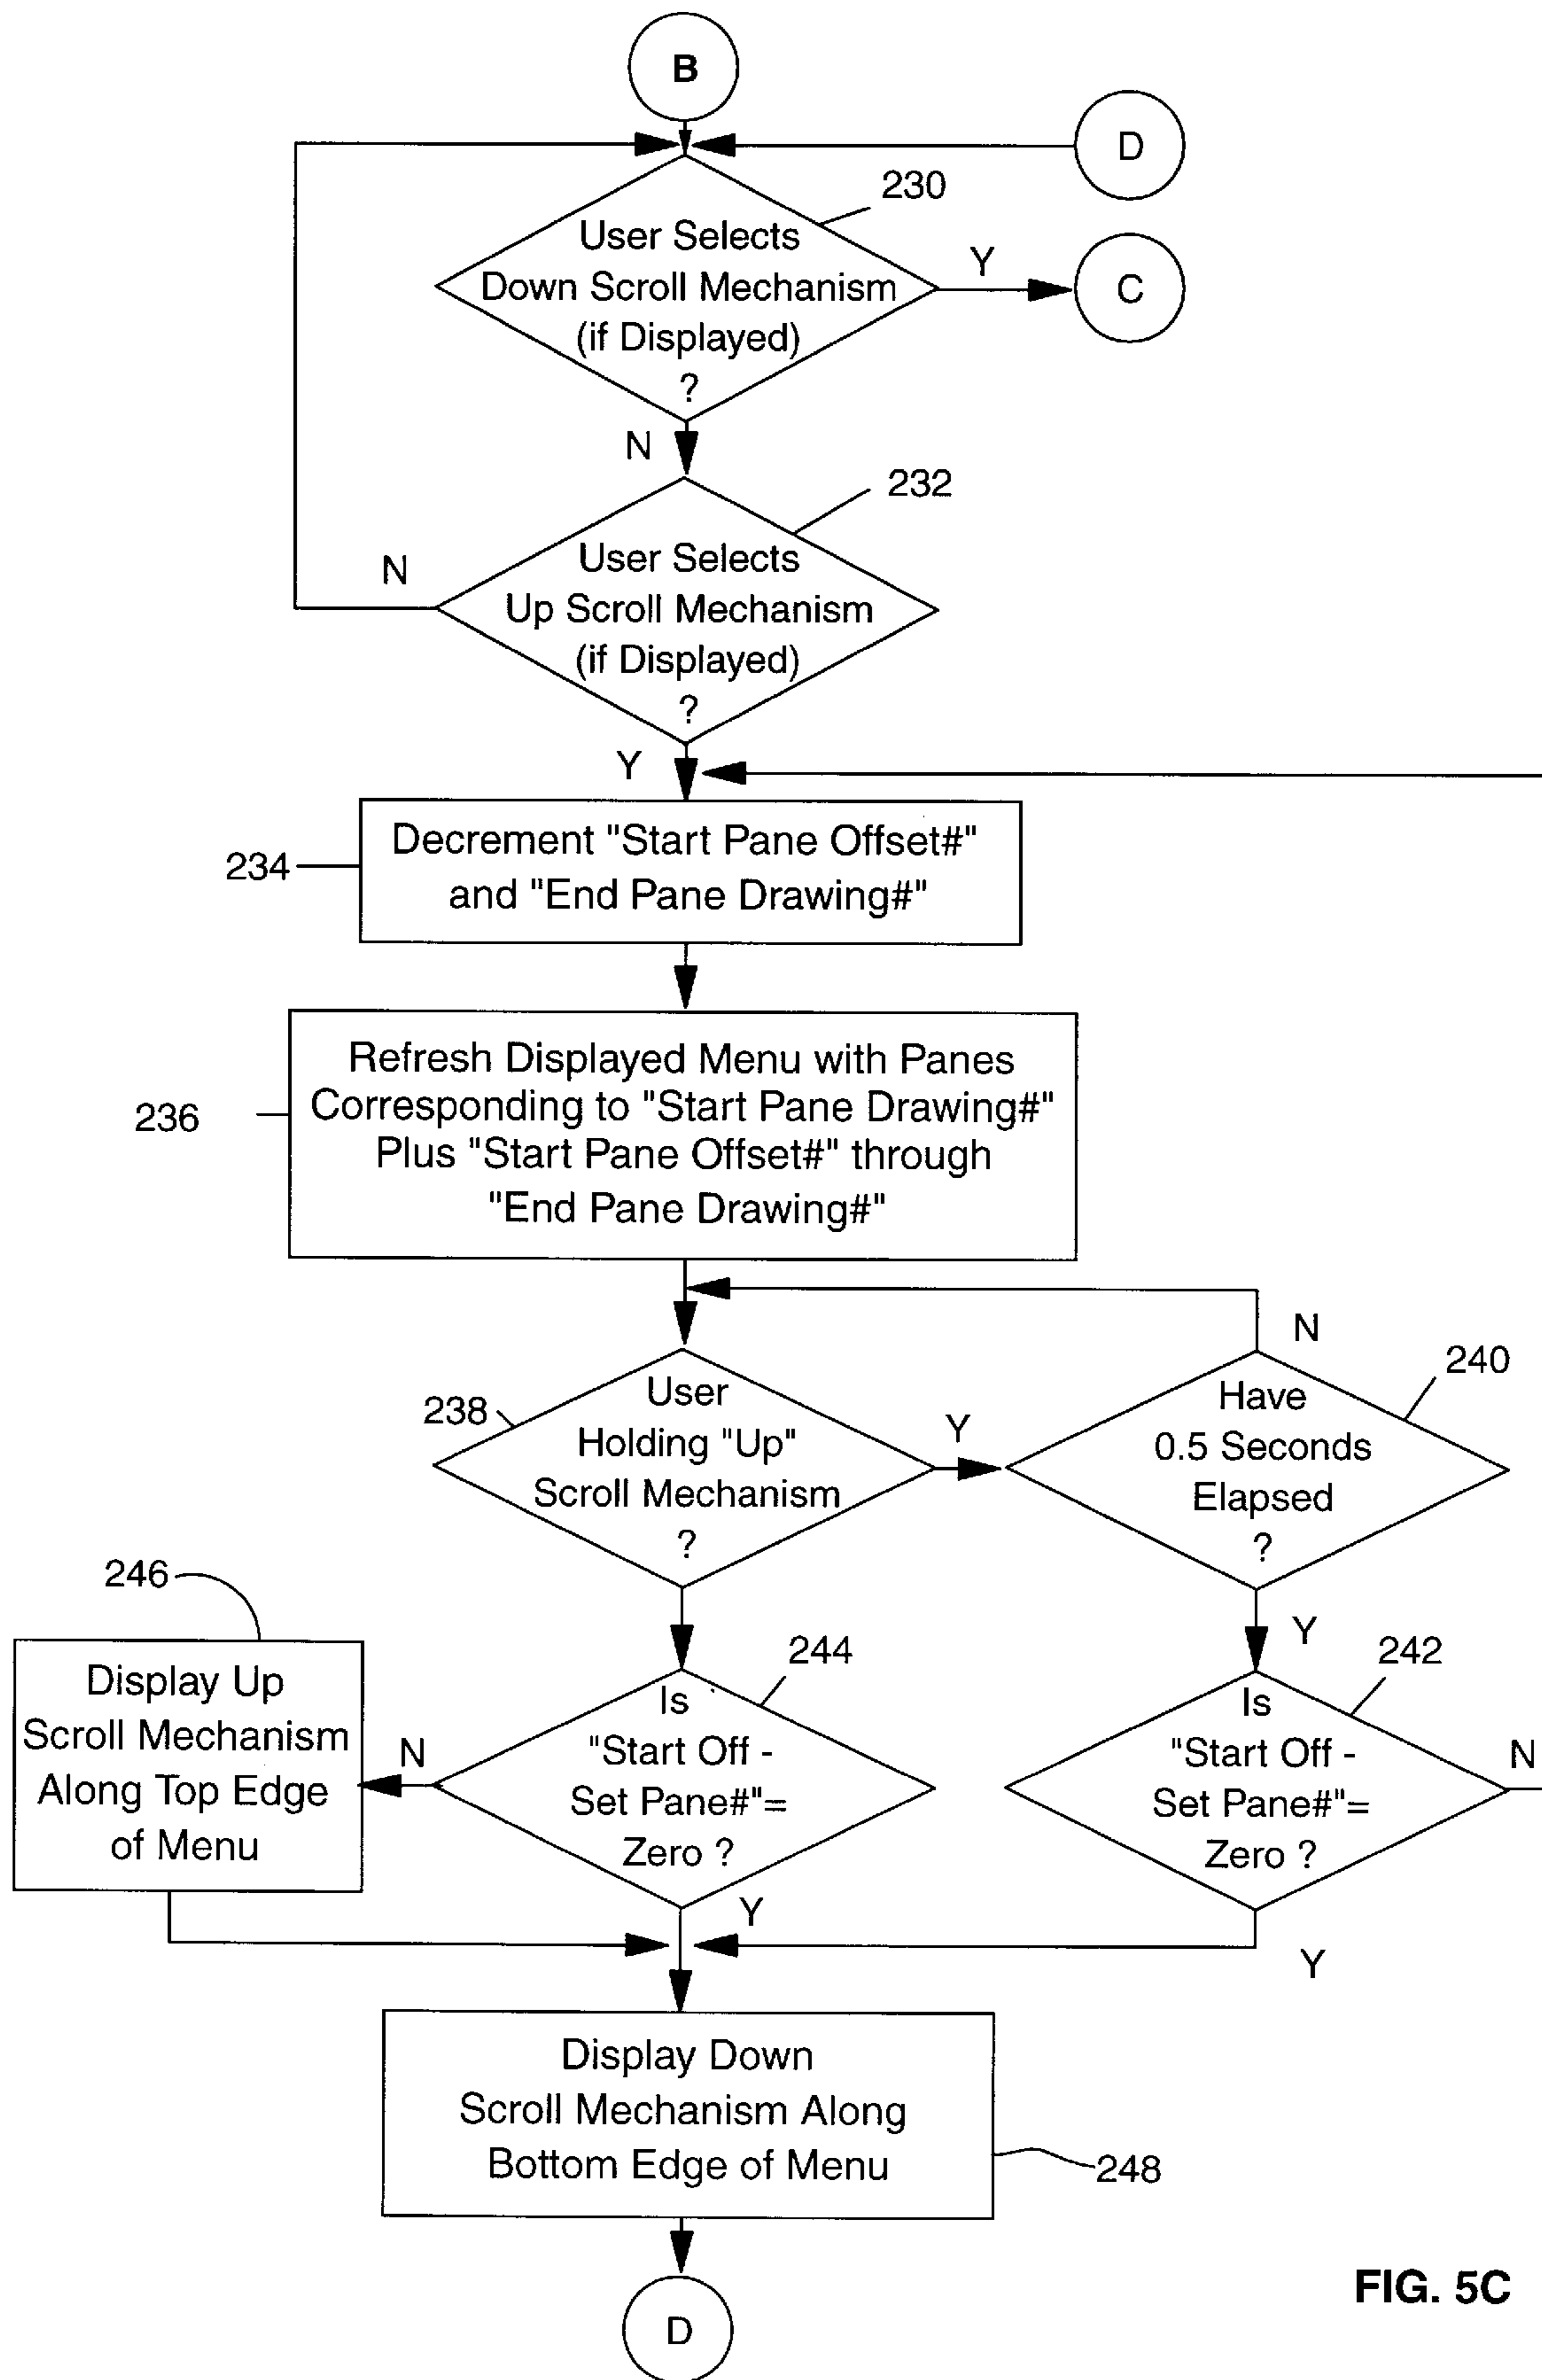 B
D
230
User Selects
Down Scroll Mechanism
(if Displayed)
?
Y
C
N
232
User Selects
Up Scroll Mechanism
(if Displayed)
?
N
Y
234
Decrement "Start Pane Offset#"
and "End Pane Drawing#"
236
Refresh Displayed Menu with Panes
Corresponding to "Start Pane Drawing#"
Plus "Start Pane Offset#" through
"End Pane Drawing#"
238
User
Holding "Up"
Scroll Mechanism
?
Y
N
240
Have
0.5 Seconds
Elapsed
?
Y
246
Display Up
Scroll Mechanism
Along Top Edge
of Menu
N
244
Is
"Start Off -
Set Pane#"=
Zero ?
Y
242
Is
"Start Off -
Set Pane#"=
Zero ?
N
Y
Display Down
Scroll Mechanism Along
Bottom Edge of Menu
248
D
FIG. 5C